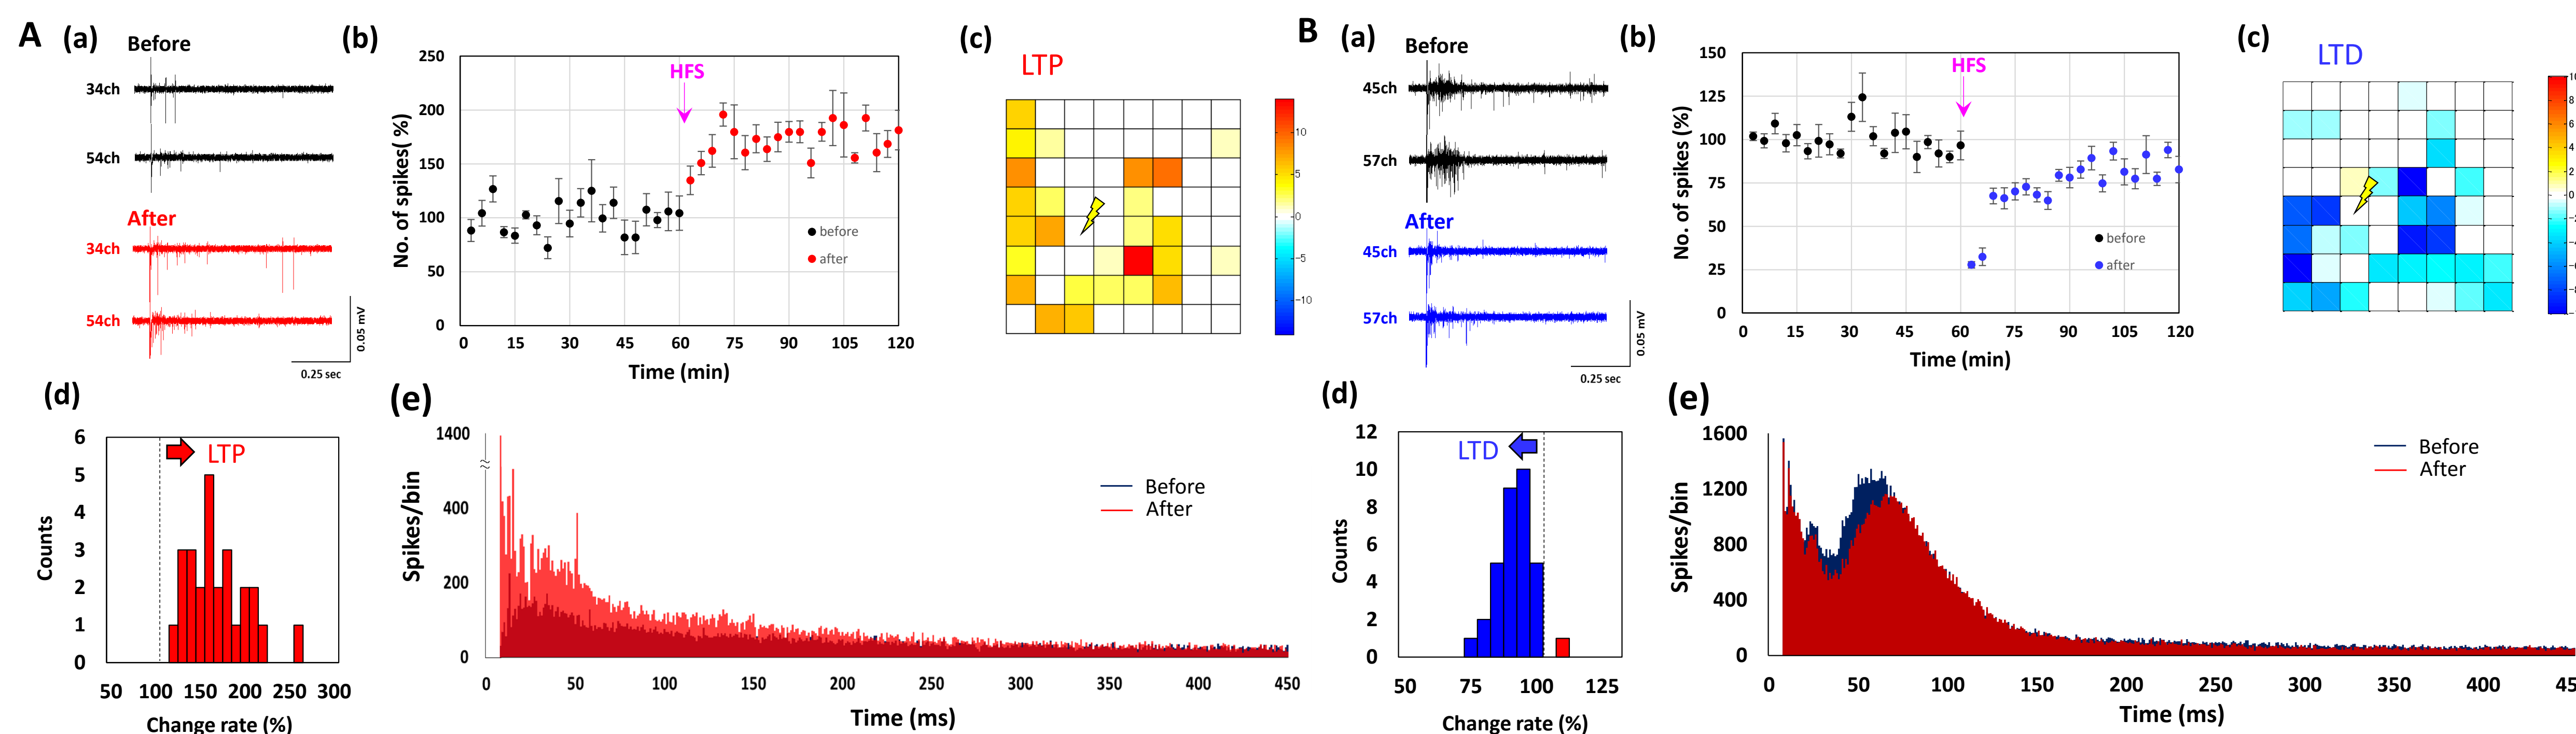 A
(a)
Before
34ch
54ch
After
34ch
54ch
0.05 mV
0.25 sec
(b)
250
200
150
100
50
0
No. of spikes( %)
HFS
before
after
0 15 30 45 60 75 90 105 120
Time (min)
(c)
LTP
10
5
0
−5
−10
(d)
6
5
4
3
2
1
0
Counts
LTP
50 100 150 200 250 300
Change rate (%)
(e)
1400
400
200
0
Spikes/bin
Before
After
0 50 100 150 200 250 300 350 400 450
Time (ms)
B
(a)
Before
45ch
57ch
After
45ch
57ch
0.05 mV
0.25 sec
(b)
150
125
100
75
50
25
0
No. of spikes (%)
HFS
before
after
0 15 30 45 60 75 90 105 120
Time (min)
(c)
LTD
8
6
4
2
0
(d)
12
10
8
6
4
2
0
Counts
LTD
50 75 100 125
Change rate (%)
(e)
1600
1200
800
400
0
Spikes/bin
Before
After
0 50 100 150 200 250 300 350 400
Time (ms)